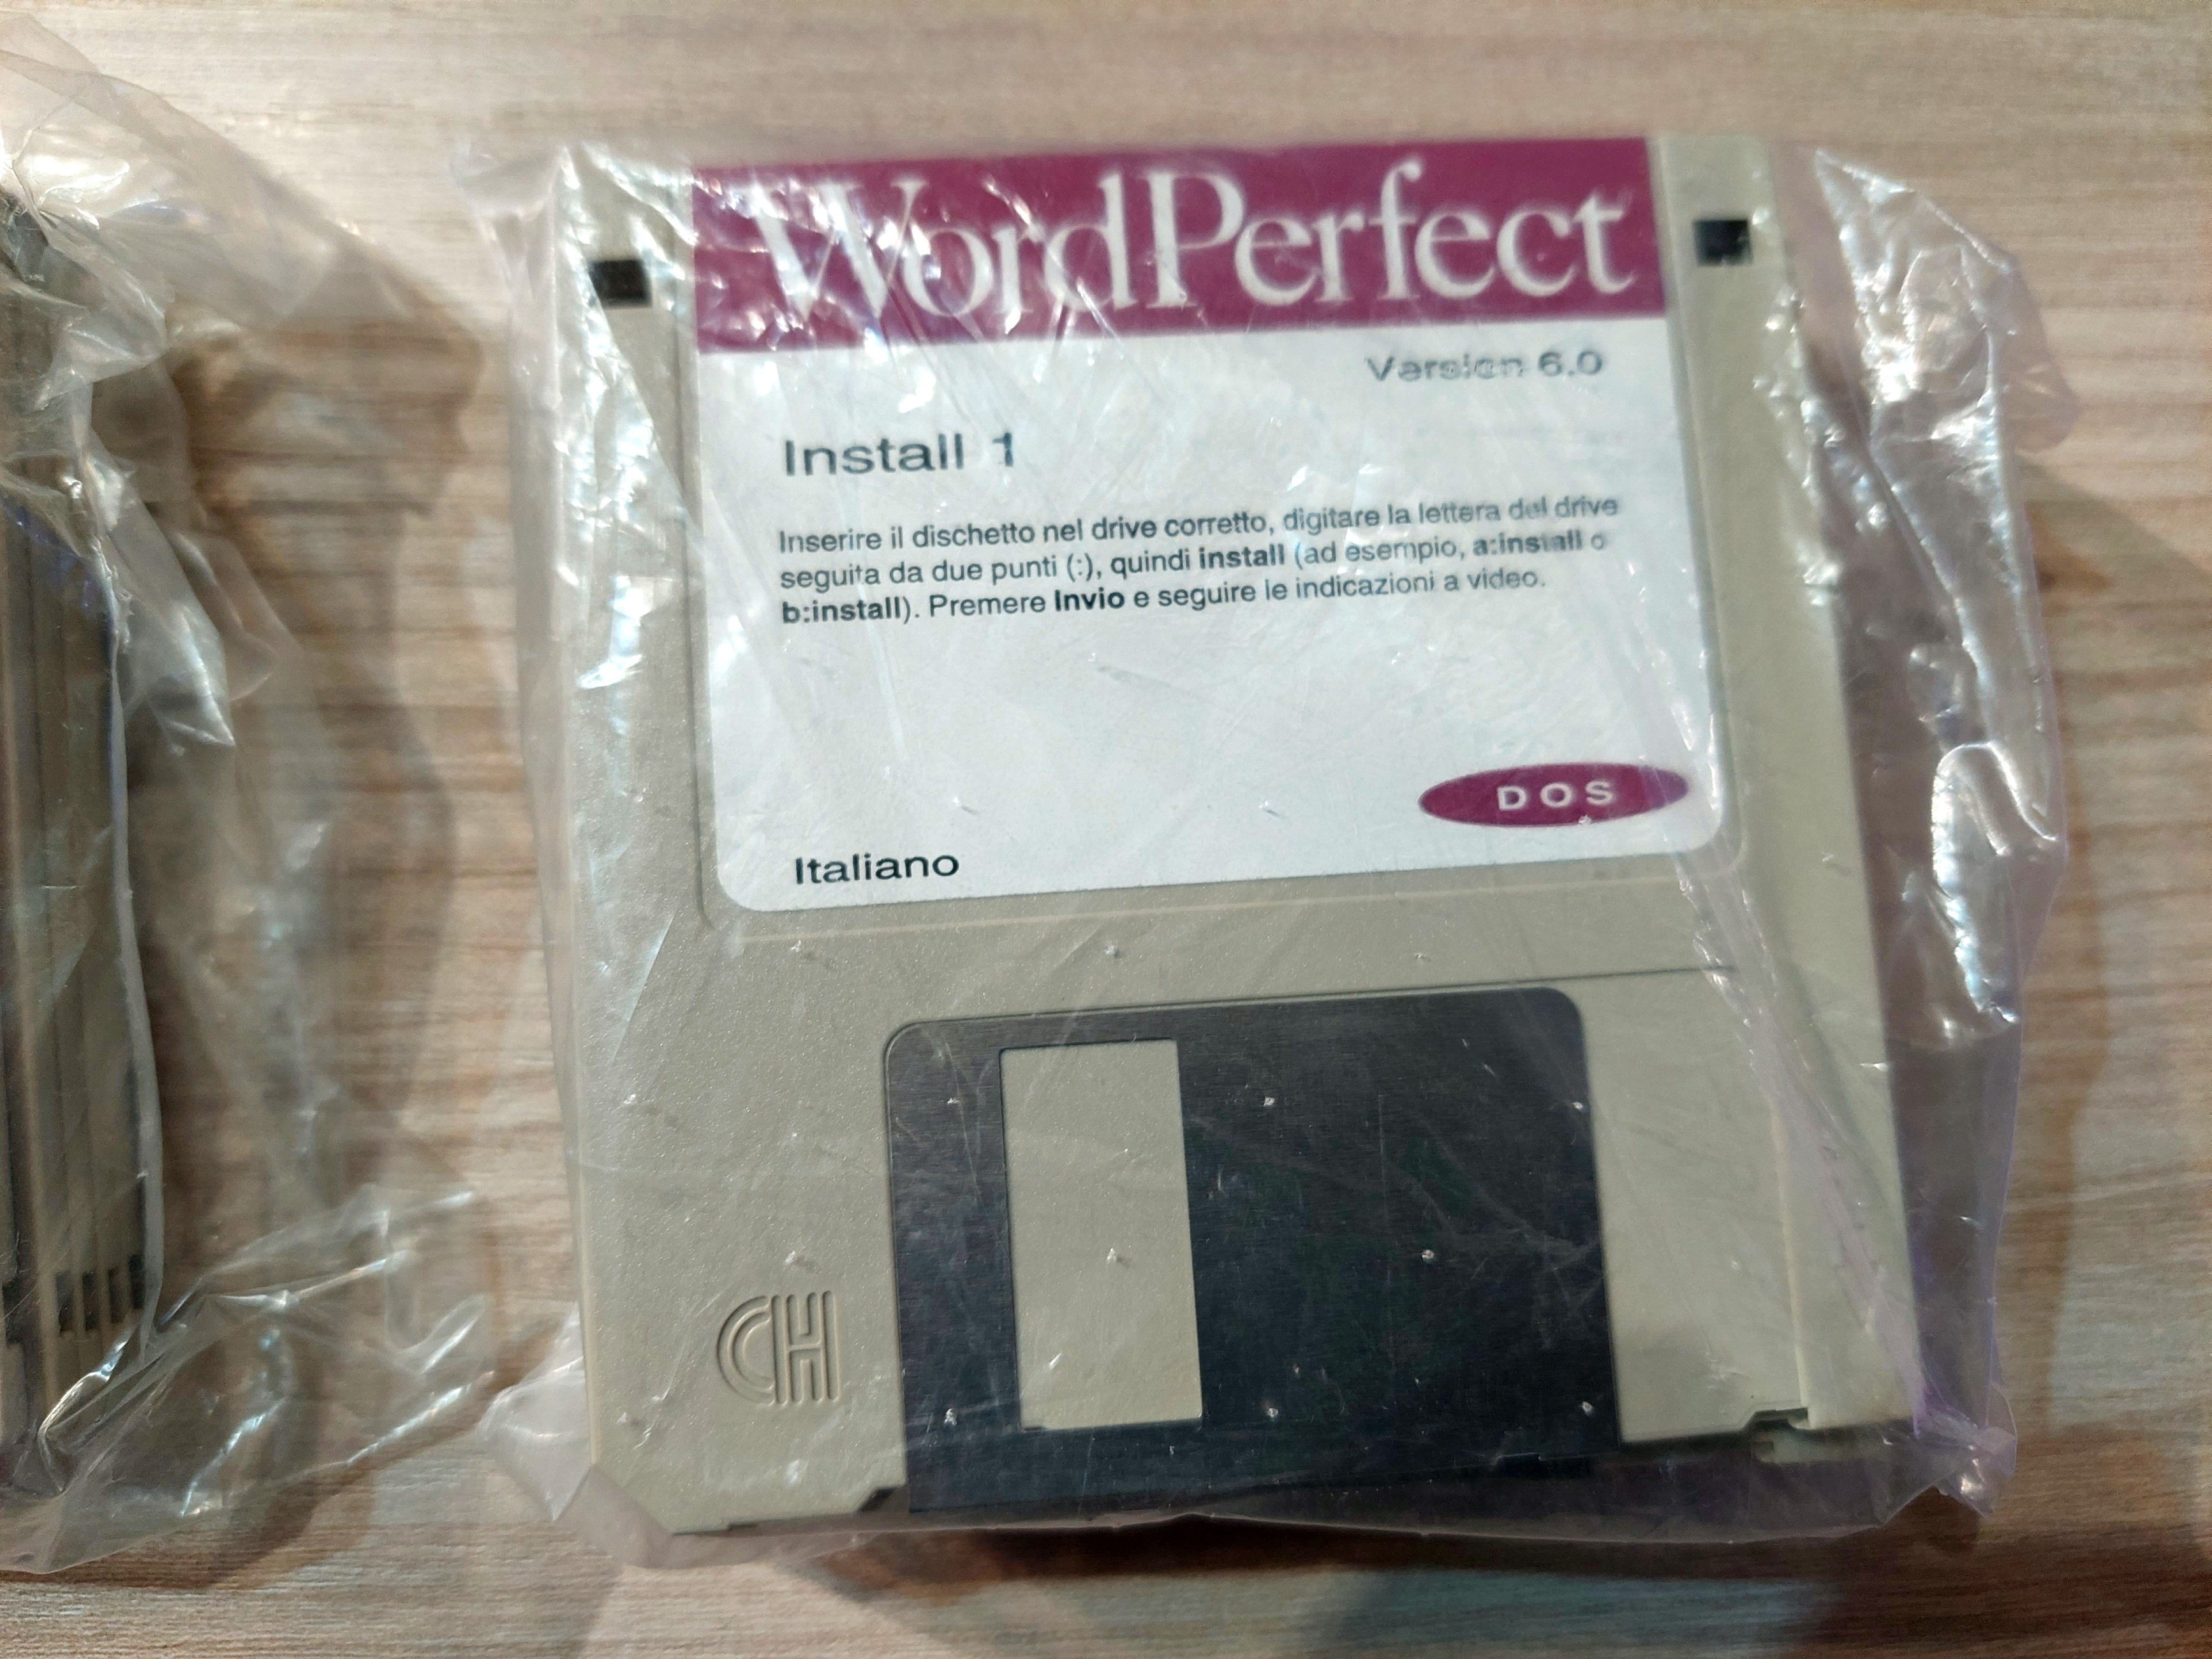 WordPerfect
Version 6.0
Install 1
Inserire il dischetto nel drive corretto, digitare la lettera del drive
seguita da due punti (:), quindi install (ad esempio, a:install o
b:install). Premere Invio e seguire le indicazioni a video.
DOS
Italiano
CH